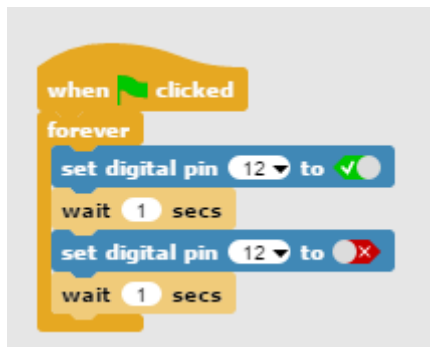 when clicked
forever
set digital pin 12 to
wait 1 secs
set digital pin 12 to
wait 1 secs